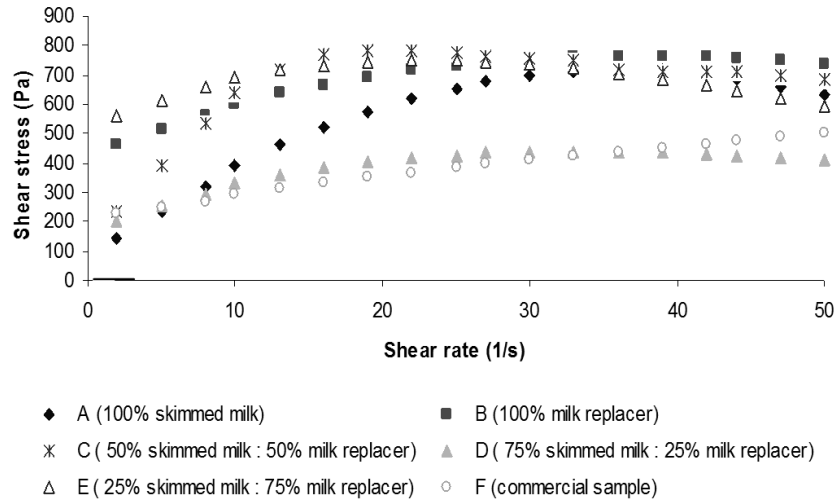 Shear stress (Pa)
900
800
700
600
500
400
300
200
100
0
0 10 20 30 40 50
Shear rate (1/s)
A (100% skimmed milk)
B (100% milk replacer)
C ( 50% skimmed milk : 50% milk replacer)
D ( 75% skimmed milk : 25% milk replacer)
E ( 25% skimmed milk : 75% milk replacer)
F (commercial sample)